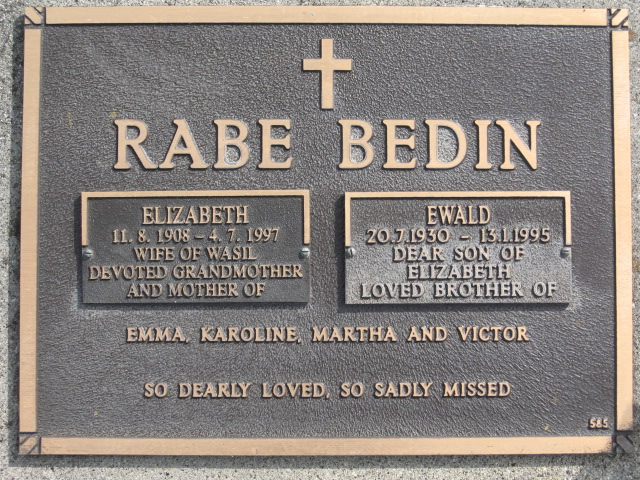 RABE BEDIN
ELIZABETH
11. 8. 1908 – 4. 7. 1997
WIFE OF WASIL
DEVOTED GRANDMOTHER
AND MOTHER OF
EWALD
20.7.1930 – 13.1.1995
DEAR SON OF
ELIZABETH
LOVED BROTHER OF
EMMA, KAROLINE, MARTHA AND VICTOR
SO DEARLY LOVED, SO SADLY MISSED
585